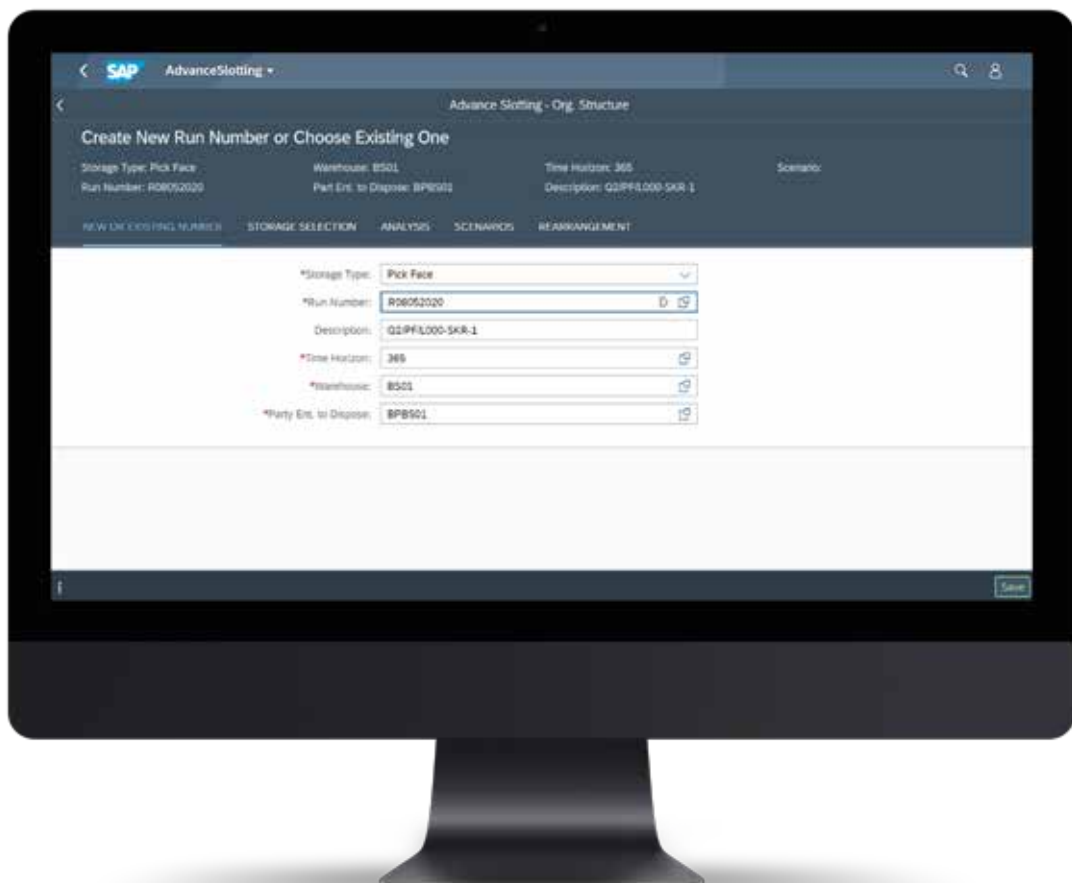 SAP AdvanceSlotting
Advance Slotting - Org. Structure
Create New Run Number or Choose Existing One
Storage Type: Pick Face Warehouse: BS01 Time Horizon: 365 Scenario:
Run Number: R08052020 Part Ent. to Dispose: BPBS01 Description: Q2/PF/L000-SKR-1
NEW OR EXISTING NUMBER STORAGE SELECTION ANALYSIS SCENARIOS REARRANGEMENT
*Storage Type: Pick Face
*Run Number: R08052020
Description: Q2/PF/L000-SKR-1
*Time Horizon: 365
*Warehouse: BS01
*Party Ent. to Dispose: BPBS01
Save